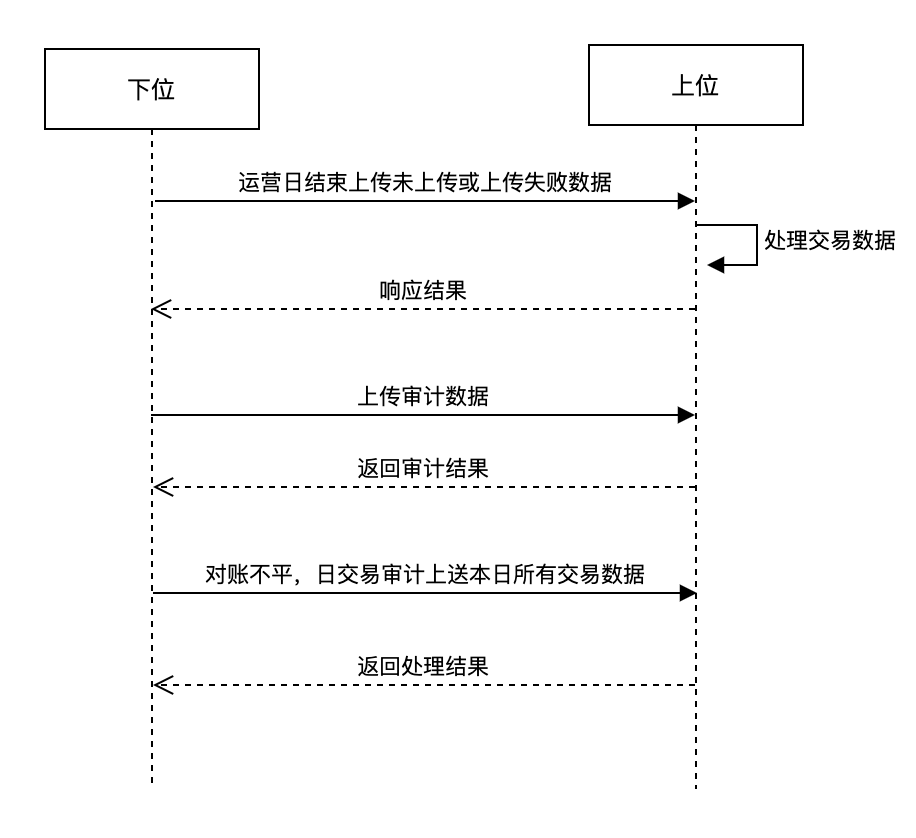 下位
上位
运营日结束上传未上传或上传失败数据
处理交易数据
响应结果
上传审计数据
返回审计结果
对账不平，日交易审计上送本日所有交易数据
返回处理结果